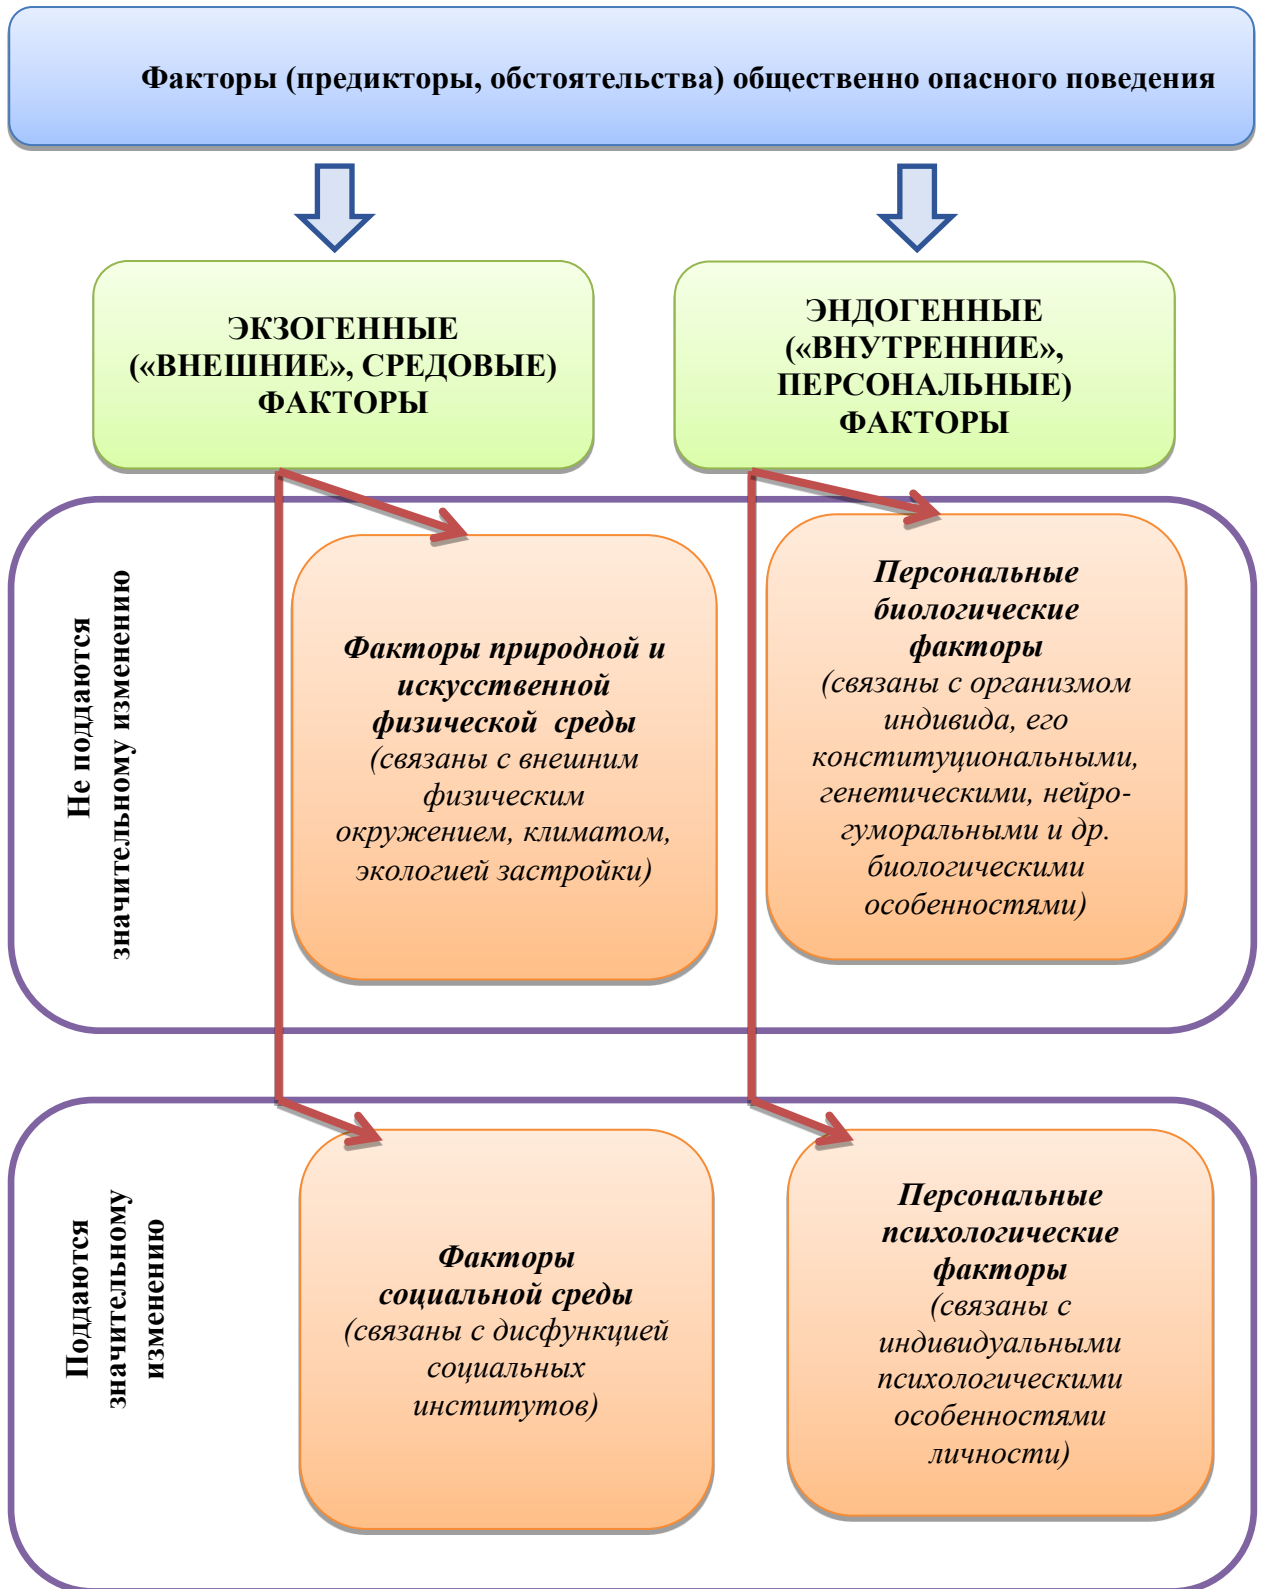 Факторы (предикторы, обстоятельства) общественно опасного поведения
ЭКЗОГЕННЫЕ
(«ВНЕШНИЕ», СРЕДОВЫЕ)
ФАКТОРЫ
ЭНДОГЕННЫЕ
(«ВНУТРЕННИЕ»,
ПЕРСОНАЛЬНЫЕ)
ФАКТОРЫ
Не поддаются
значительному изменению
Факторы природной и
искусственной
физической среды
(связаны с внешним
физическим
окружением, климатом,
экологией застройки)
Персональные
биологические
факторы
(связаны с организмом
индивида, его
конституциональными,
генетическими, нейро-
гуморальными и др.
биологическими
особенностями)
Поддаются
значительному
изменению
Факторы
социальной среды
(связаны с дисфункцией
социальных
институтов)
Персональные
психологические
факторы
(связаны с
индивидуальными
психологическими
особенностями
личности)